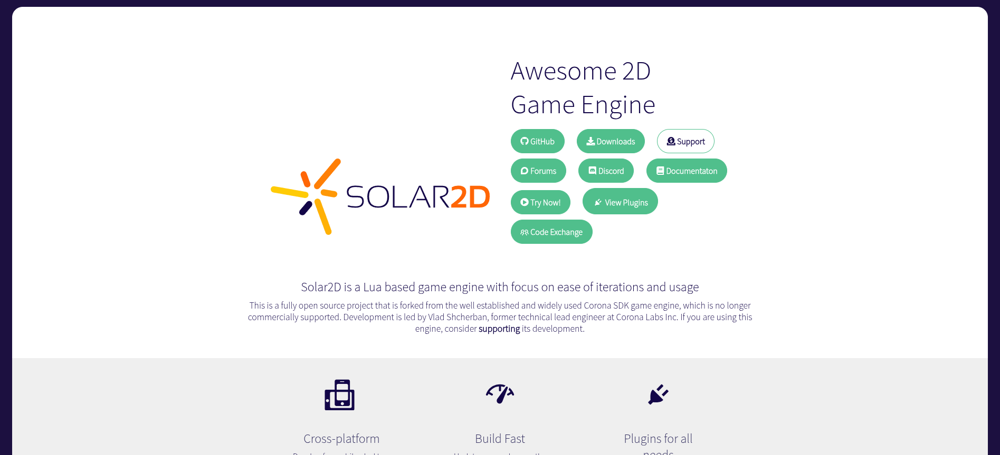 Awesome 2D
Game Engine
GitHub
Downloads
Support
Forums
Discord
Documentaton
Try Now!
View Plugins
Code Exchange
SOLAR2D
Solar2D is a Lua based game engine with focus on ease of iterations and usage
This is a fully open source project that is forked from the well established and widely used Corona SDK game engine, which is no longer
commercially supported. Development is led by Vlad Shcherban, former technical lead engineer at Corona Labs Inc. If you are using this
engine, consider supporting its development.
Cross-platform
Build Fast
Plugins for all
needs